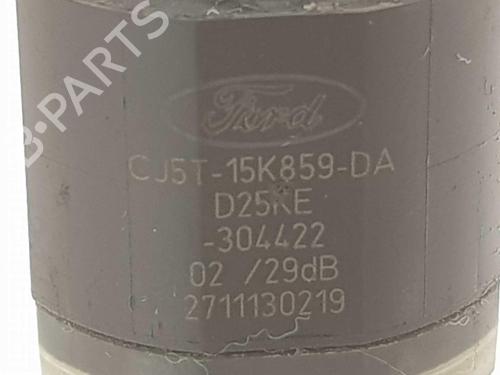 B-PARTS
Ford
CJ5T-15K859-DA
D25KE
-304422
02 /29dB
2711130219